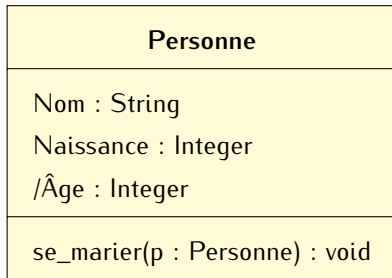 Personne
Nom : String
Naissance : Integer
/Âge : Integer
se_marier(p : Personne) : void